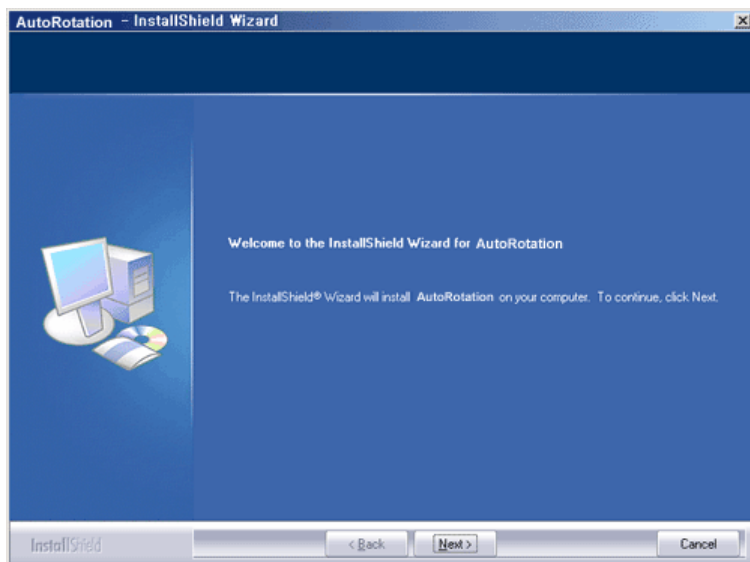 AutoRotation - InstallShield Wizard
Welcome to the InstallShield Wizard for AutoRotation
The InstallShield® Wizard will install AutoRotation on your computer. To continue, click Next.
InstallShield
< Back Next > Cancel